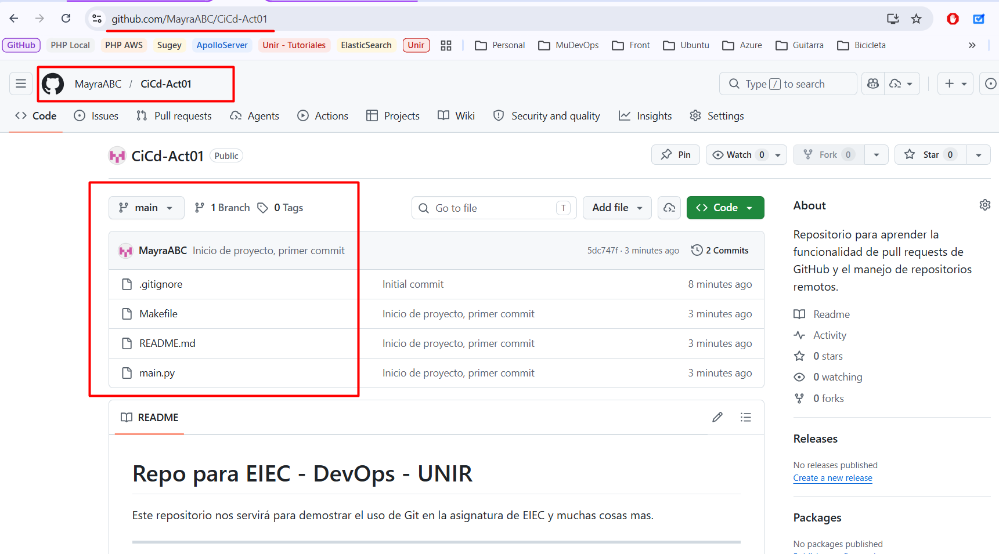 github.com/MayraABC/CiCd-Act01
GitHub PHP Local PHP AWS Sugey ApolloServer Unir - Tutoriales ElasticSearch Unir Personal MuDevOps Front Ubuntu Azure Guitarra Bicicleta »
MayraABC / CiCd-Act01 Type / to search
Code Issues Pull requests Agents Actions Projects Wiki Security and quality Insights Settings
CiCd-Act01 Public Pin Watch 0 Fork 0 Star 0
main 1 Branch 0 Tags Go to file T Add file Code
MayraABC Inicio de proyecto, primer commit 5dc747f · 3 minutes ago 2 Commits
.gitignore Initial commit 8 minutes ago
Makefile Inicio de proyecto, primer commit 3 minutes ago
README.md Inicio de proyecto, primer commit 3 minutes ago
main.py Inicio de proyecto, primer commit 3 minutes ago
README
Repo para EIEC - DevOps - UNIR
Este repositorio nos servirá para demostrar el uso de Git en la asignatura de EIEC y muchas cosas mas.
About
Repositorio para aprender la
funcionalidad de pull requests de
GitHub y el manejo de repositorios
remotos.
Readme
Activity
0 stars
0 watching
0 forks
Releases
No releases published
Create a new release
Packages
No packages published